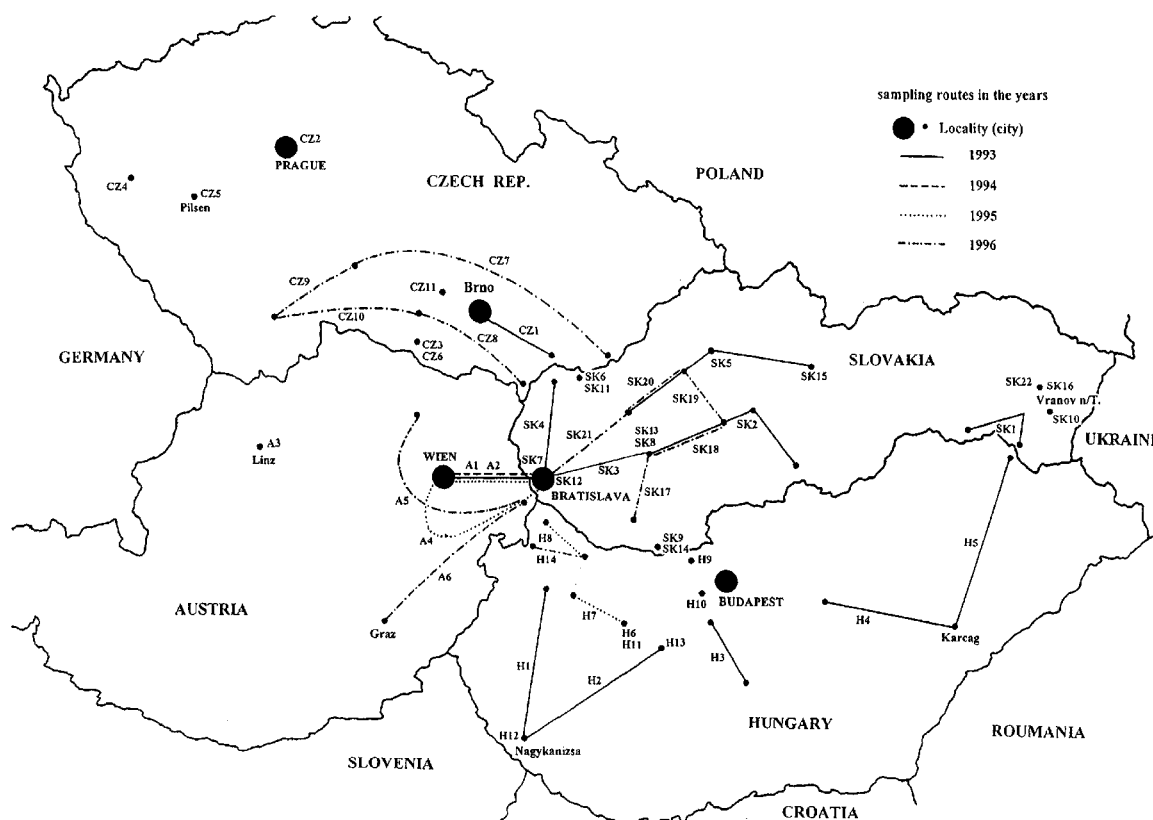 sampling routes in the years
Locality (city)
1993
1994
1995
1996
CZ2
PRAGUE
CZECH REP.
POLAND
CZ4
CZ5
Pilsen
CZ7
CZ9
CZ11
Brno
CZ10
CZ1
CZ3
CZ6
CZ8
GERMANY
SLOVAKIA
SK6
SK11
SK5
SK15
SK20
SK22
SK16
Vranov n/T.
SK10
SK19
SK4
SK21
SK13
SK8
SK2
SK1
UKRAINE
A3
Linz
WIEN
A1
A2
SK7
SK12
BRATISLAVA
SK3
SK18
SK17
A5
A4
A6
H8
H14
SK9
SK14
H9
H5
AUSTRIA
Graz
H7
H6
H11
H10
BUDAPEST
H4
Karcag
H13
H3
H1
H2
H12
Nagykanizsa
HUNGARY
ROUMANIA
SLOVENIA
CROATIA